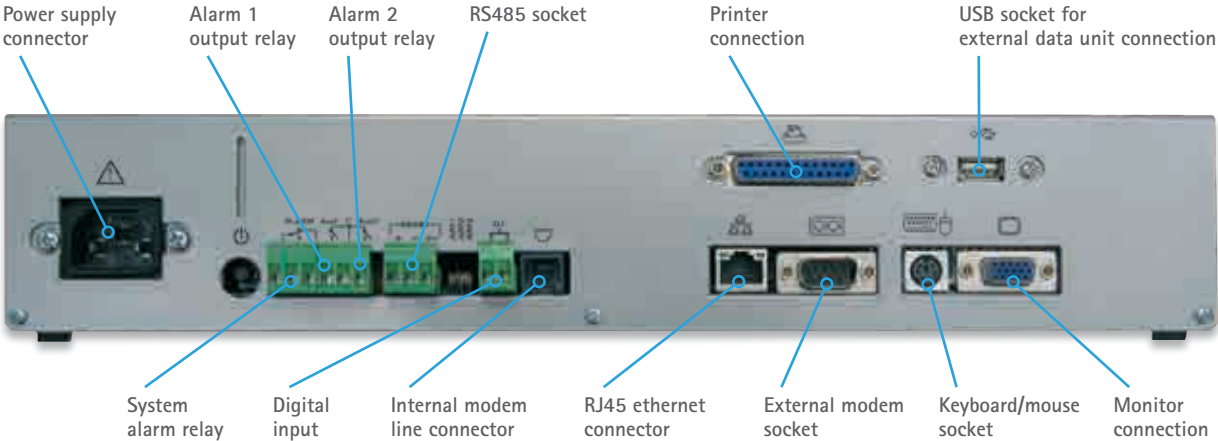 Power supply
connector
Alarm 1
output relay
Alarm 2
output relay
RS485 socket
Printer
connection
USB socket for
external data unit connection
System
alarm relay
Digital
input
Internal modem
line connector
RJ45 ethernet
connector
External modem
socket
Keyboard/mouse
socket
Monitor
connection